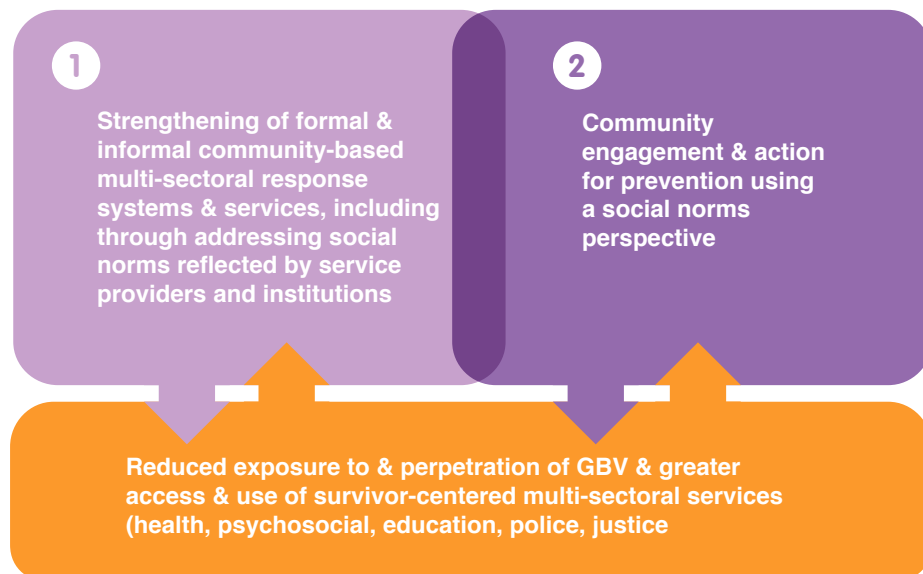 1
Strengthening of formal &
informal community-based
multi-sectoral response
systems & services, including
through addressing social
norms reflected by service
providers and institutions
2
Community
engagement & action
for prevention using
a social norms
perspective
Reduced exposure to & perpetration of GBV & greater
access & use of survivor-centered multi-sectoral services
(health, psychosocial, education, police, justice